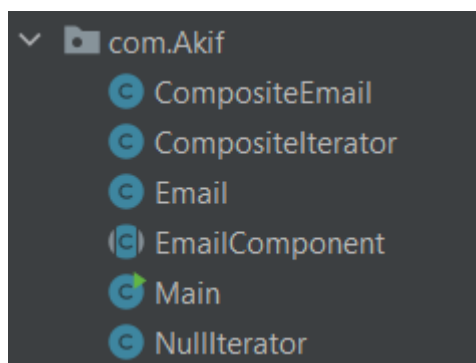 com.Akif
C CompositeEmail
C CompositeIterator
C Email
C EmailComponent
C Main
C NullIterator